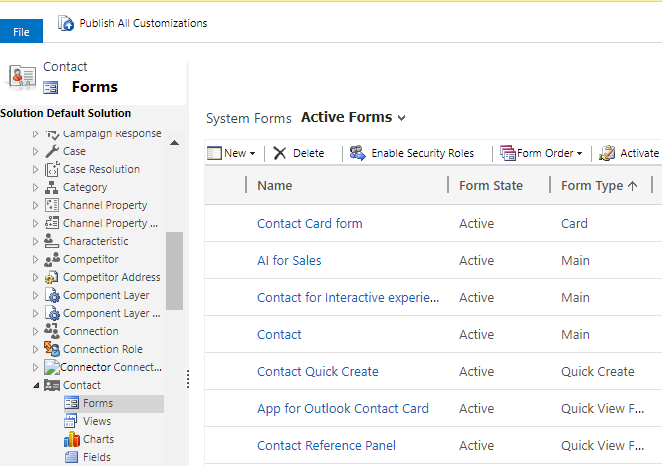 File
Publish All Customizations
Contact
Forms
Solution Default Solution
Campaign Response
Case
Case Resolution
Category
Channel Property
Channel Property ...
Characteristic
Competitor
Competitor Address
Component Layer
Component Layer ...
Connection
Connection Role
Connector Connect...
Contact
Forms
Views
Charts
Fields
System Forms Active Forms
New Delete Enable Security Roles Form Order Activate
Name Form State Form Type
Contact Card form Active Card
AI for Sales Active Main
Contact for Interactive experie... Active Main
Contact Active Main
Contact Quick Create Active Quick Create
App for Outlook Contact Card Active Quick View F...
Contact Reference Panel Active Quick View F...